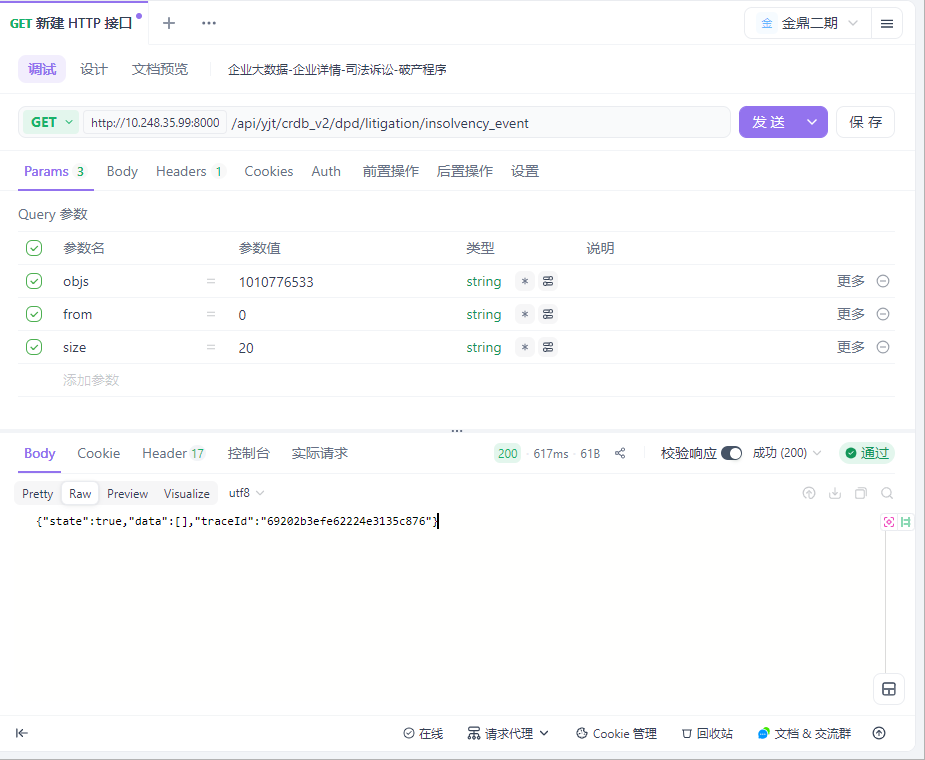 GET 新建 HTTP 接口
金 金鼎二期
调试 设计 文档预览 企业大数据-企业详情-司法诉讼-破产程序
GET http://10.248.35.99:8000 /api/yjt/crdb_v2/dpd/litigation/insolvency_event 发 送 保 存
Params 3 Body Headers 1 Cookies Auth 前置操作 后置操作 设置
Query 参数
参数名 参数值 类型 说明
objs = 1010776533 string * 更多
from = 0 string * 更多
size = 20 string * 更多
添加参数
Body Cookie Header 17 控制台 实际请求 200 · 617ms · 61B 校验响应 成功 (200) 通过
Pretty Raw Preview Visualize utf8
{"state":true,"data":[],"traceId":"69202b3efe62224e3135c876"}
在线 请求代理 Cookie 管理 回收站 文档 & 交流群